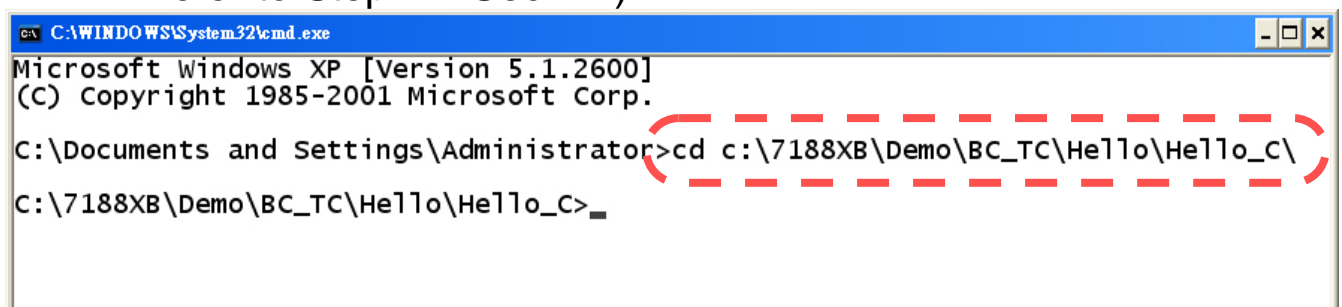 C:\WINDOWS\System32\cmd.exe
Microsoft Windows XP [Version 5.1.2600]
(C) Copyright 1985-2001 Microsoft Corp.
C:\Documents and Settings\Administrator>cd c:\7188XB\Demo\BC_TC\Hello\Hello_C\
C:\7188XB\Demo\BC_TC\Hello\Hello_C>_